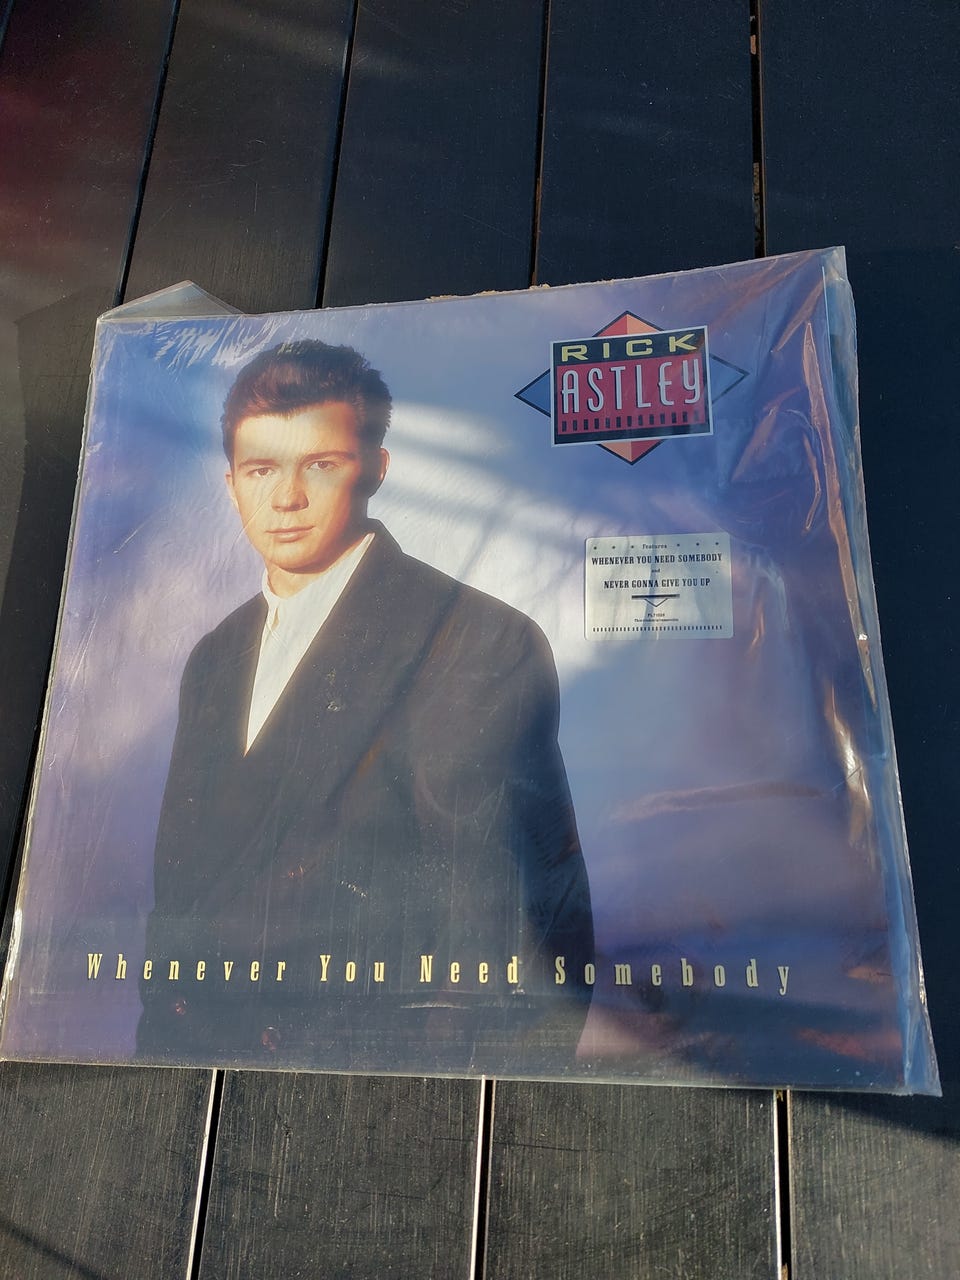 RICK
ASTLEY
Features
WHENEVER YOU NEED SOMEBODY
and
NEVER GONNA GIVE YOU UP
Whenever You Need Somebody